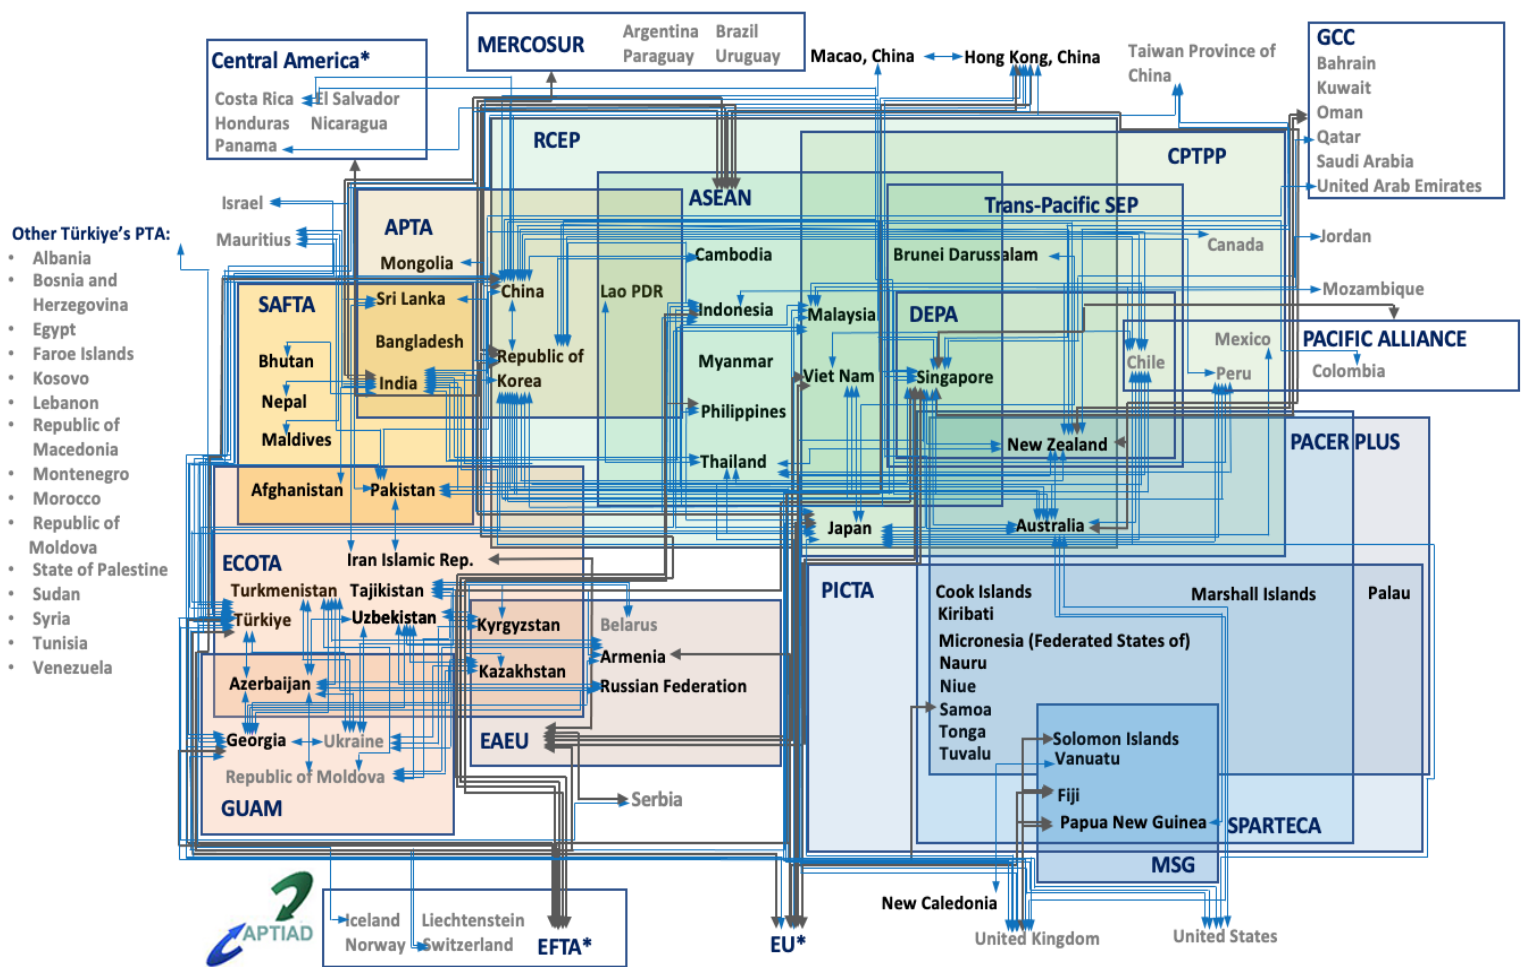 MERCOSUR
Argentina Brazil
Paraguay Uruguay
Central America*
Costa Rica El Salvador
Honduras Nicaragua
Panama
Macao, China
Hong Kong, China
Taiwan Province of
China
GCC
Bahrain
Kuwait
Oman
Qatar
Saudi Arabia
United Arab Emirates
RCEP
CPTPP
ASEAN
Trans-Pacific SEP
APTA
Israel
Mauritius
Mongolia
Cambodia
Brunei Darussalam
Canada
Jordan
Other Türkiye's PTA:
• Albania
• Bosnia and
Herzegovina
• Egypt
• Faroe Islands
• Kosovo
• Lebanon
• Republic of
Macedonia
• Montenegro
• Morocco
• Republic of
Moldova
• State of Palestine
• Sudan
• Syria
• Tunisia
• Venezuela
SAFTA
Sri Lanka
China
Lao PDR
Indonesia
Malaysia
DEPA
Mozambique
Bangladesh
Bhutan
India
Republic of
Korea
Myanmar
Viet Nam
Singapore
Chile
Mexico
PACIFIC ALLIANCE
Peru
Colombia
Nepal
Maldives
Philippines
New Zealand
PACER PLUS
Thailand
Afghanistan
Pakistan
Japan
Australia
ECOTA
Iran Islamic Rep.
Turkmenistan
Tajikistan
Türkiye
Uzbekistan
Kyrgyzstan
Belarus
Armenia
Kazakhstan
Russian Federation
Azerbaijan
Georgia
Ukraine
EAEU
Republic of Moldova
GUAM
Serbia
PICTA
Cook Islands
Kiribati
Marshall Islands
Palau
Micronesia (Federated States of)
Nauru
Niue
Samoa
Tonga
Tuvalu
Solomon Islands
Vanuatu
Fiji
Papua New Guinea
SPARTECA
MSG
New Caledonia
APTIAD
Iceland Liechtenstein
Norway Switzerland
EFTA*
EU*
United Kingdom
United States